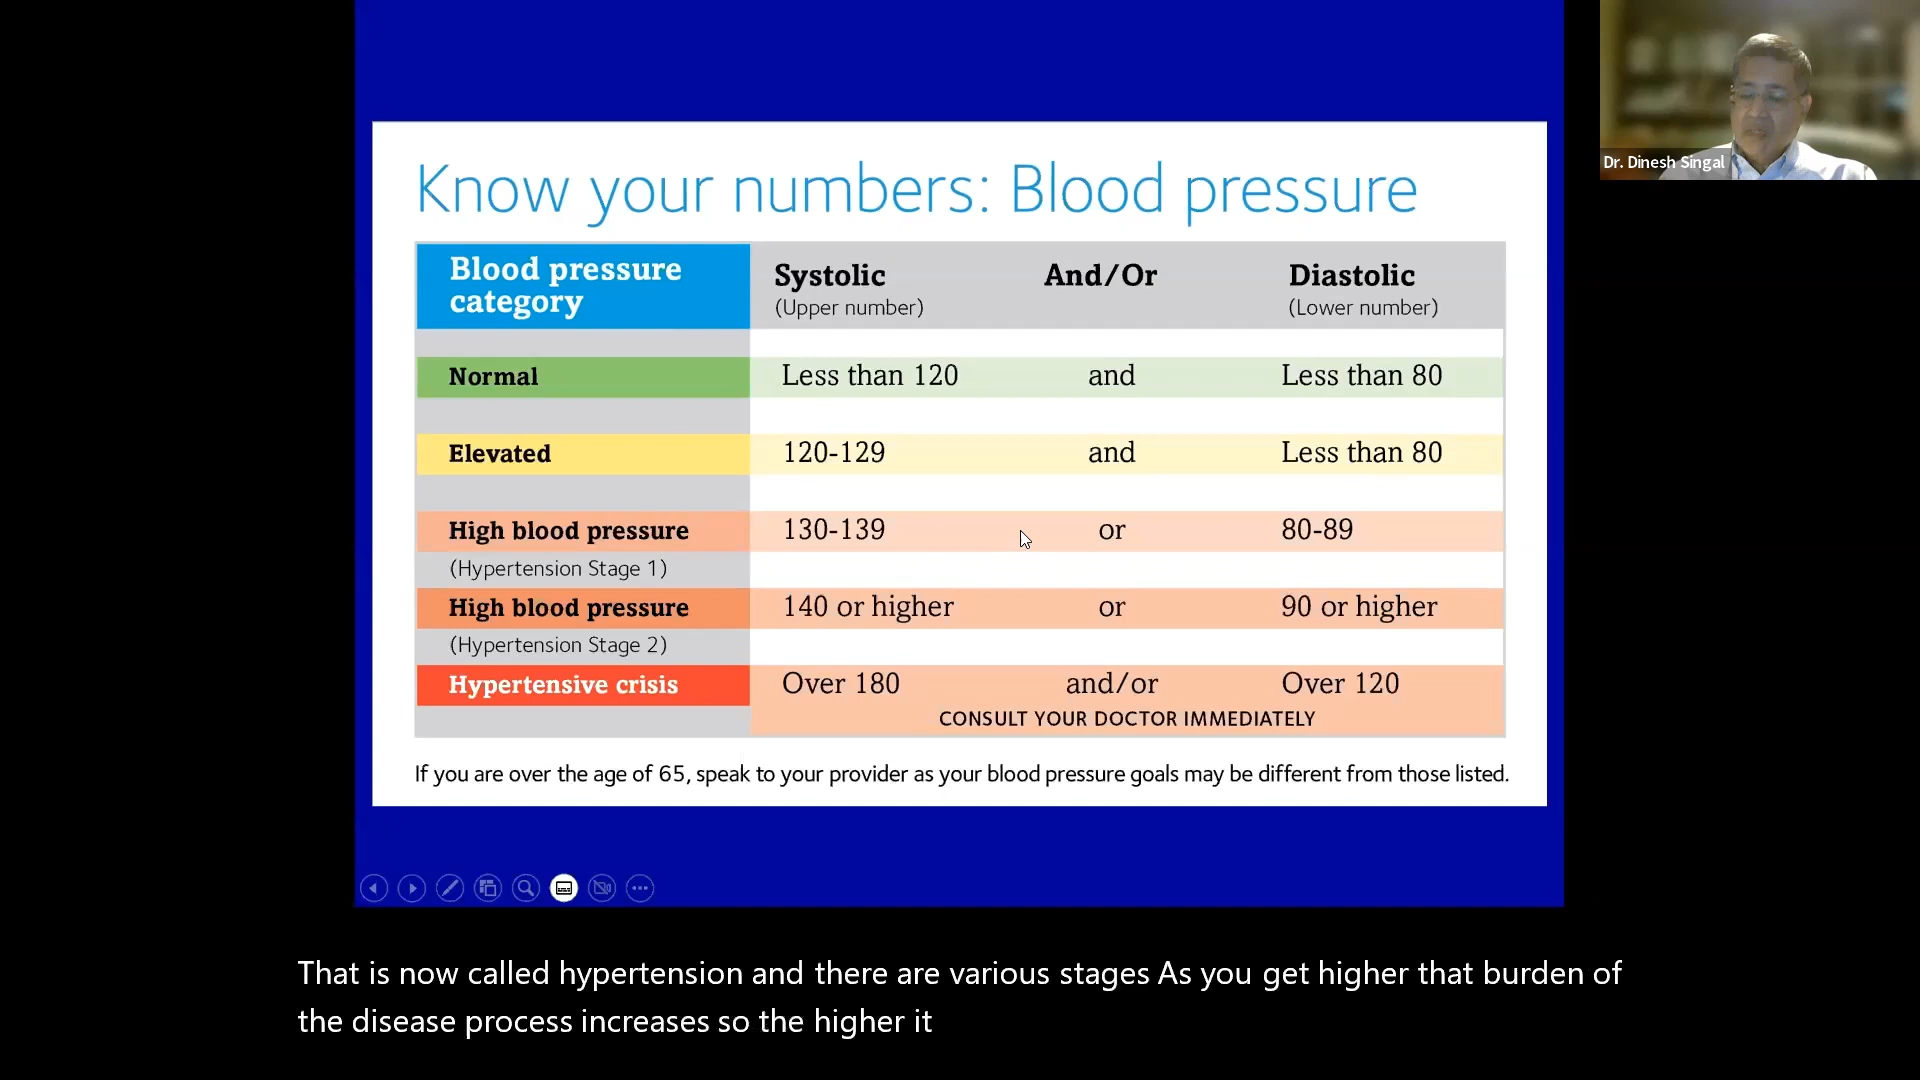 Dr. Dinesh Singal
Know your numbers: Blood pressure
Blood pressure category
Systolic (Upper number) And/Or Diastolic (Lower number)
Normal Less than 120 and Less than 80
Elevated 120-129 and Less than 80
High blood pressure 130-139 or 80-89
(Hypertension Stage 1)
High blood pressure 140 or higher or 90 or higher
(Hypertension Stage 2)
Hypertensive crisis Over 180 and/or Over 120
CONSULT YOUR DOCTOR IMMEDIATELY
If you are over the age of 65, speak to your provider as your blood pressure goals may be different from those listed.
That is now called hypertension and there are various stages As you get higher that burden of
the disease process increases so the higher it